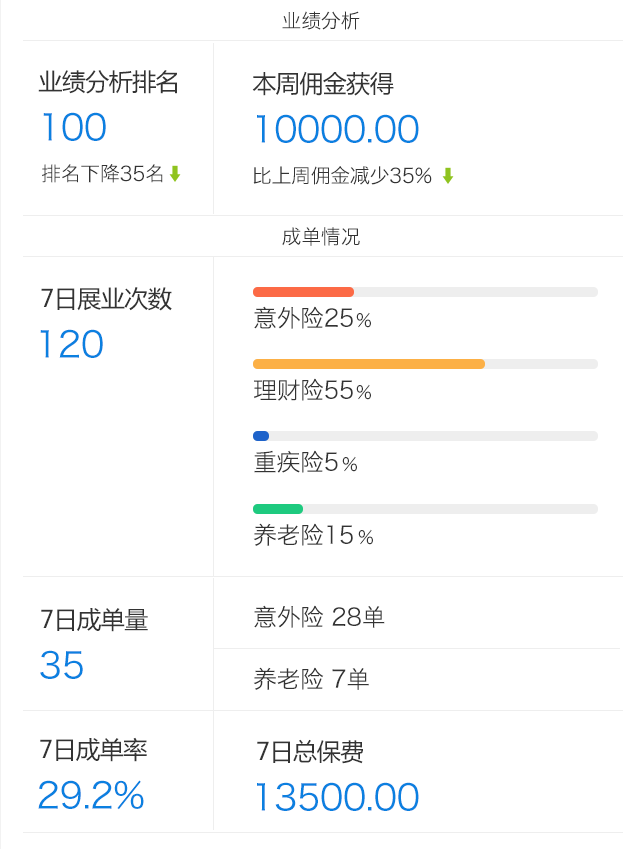 业绩分析
业绩分析排名
100
排名下降35名
本周佣金获得
10000.00
比上周佣金减少35%
成单情况
7日展业次数
120
意外险25%
理财险55%
重疾险5%
养老险15%
7日成单量
35
意外险 28单
养老险 7单
7日成单率
29.2%
7日总保费
13500.00